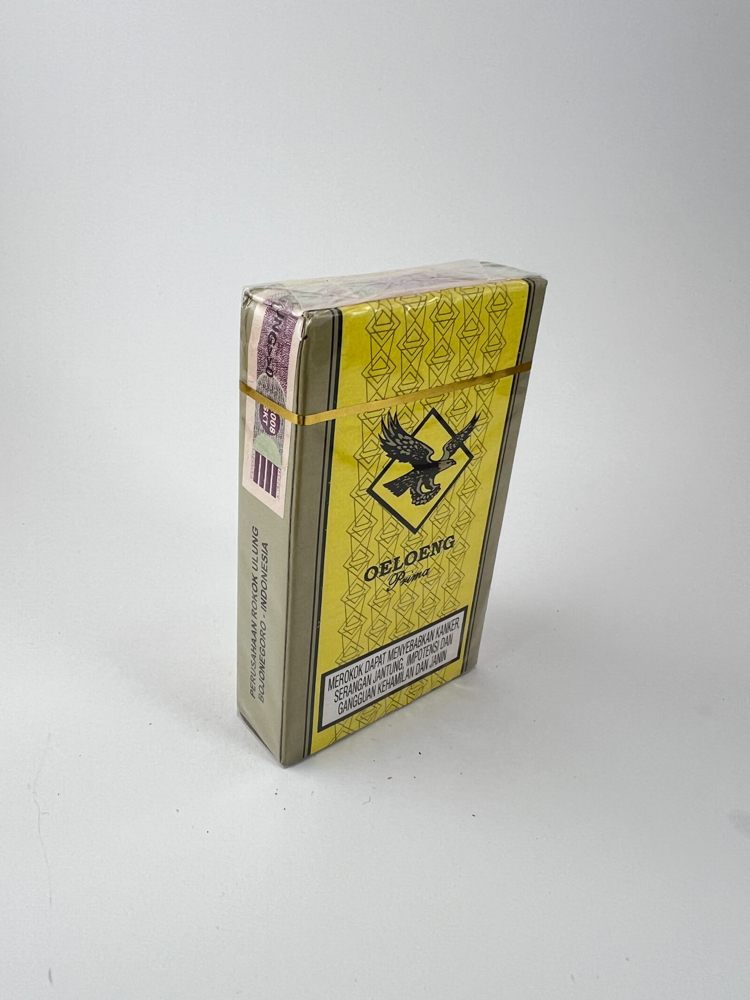 OELOENG
Prima
MEROKOK DAPAT MENYEBABKAN KANKER,
SERANGAN JANTUNG, IMPOTENSI DAN
GANGGUAN KEHAMILAN DAN JANIN
PERUSAHAAN ROKOK ULUNG
BOJONEGORO - INDONESIA